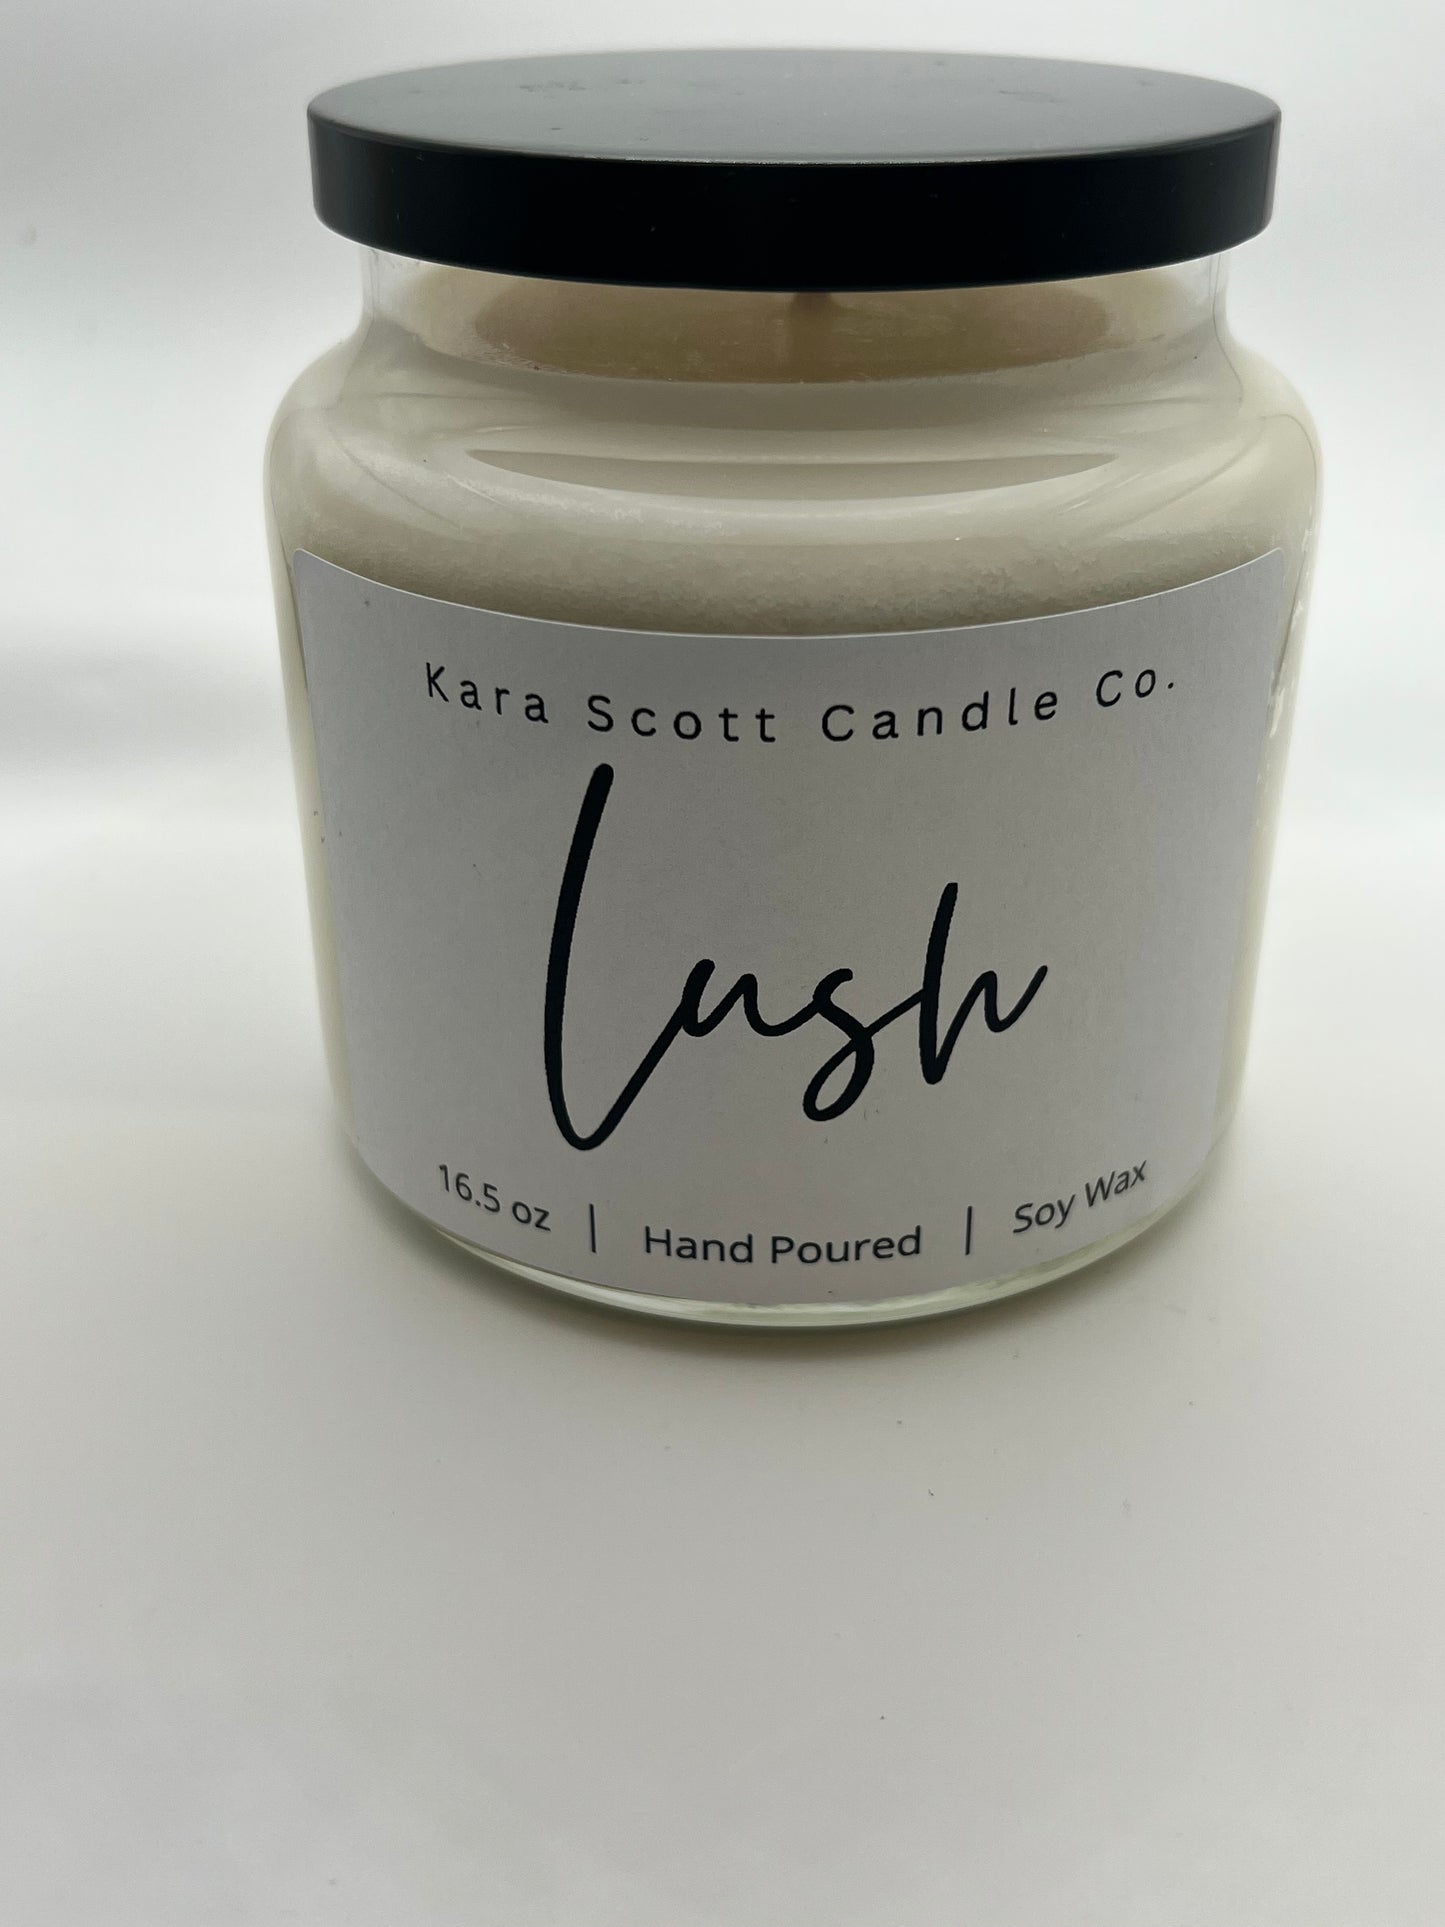 Kara Scott Candle Co.
Lush
16.5 oz | Hand Poured | Soy Wax